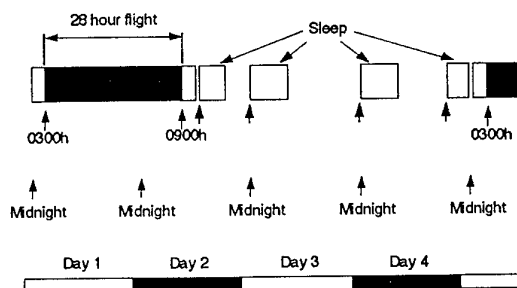 28 hour flight
Sleep
0300h
0900h
0300h
Midnight
Midnight
Midnight
Midnight
Midnight
Day 1
Day 2
Day 3
Day 4